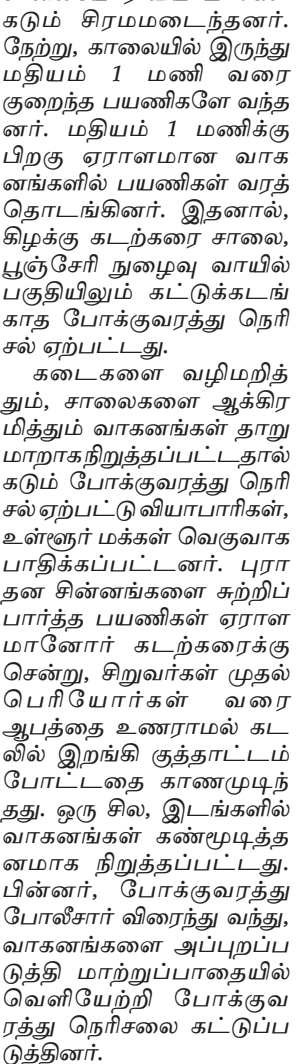 கடும் சிரமமடைந்தனர்.
நேற்று, காலையில் இருந்து
மதியம் 1 மணி வரை
குறைந்த பயணிகளே வந்த
னர். மதியம் 1 மணிக்கு
பிறகு ஏராளமான வாக
னங்களில் பயணிகள் வரத்
தொடங்கினர். இதனால்,
கிழக்கு கடற்கரை சாலை,
பூஞ்சேரி நுழைவு வாயில்
பகுதியிலும் கட்டுக்கடங்
காத போக்குவரத்து நெரி
சல் ஏற்பட்டது.
கடைகளை வழிமறித்
தும், சாலைகளை ஆக்கிர
மித்தும் வாகனங்கள் தாறு
மாறாகநிறுத்தப்பட்டதால்
கடும் போக்குவரத்து நெரி
சல்ஏற்பட்டுவியாபாரிகள்,
உள்ளூர் மக்கள் வெகுவாக
பாதிக்கப்பட்டனர். புரா
தன சின்னங்களை சுற்றிப்
பார்த்த பயணிகள் ஏராள
மானோர் கடற்கரைக்கு
சென்று, சிறுவர்கள் முதல்
பெரியோர்கள் வரை
ஆபத்தை உணராமல் கட
லில் இறங்கி குத்தாட்டம்
போட்டதை காணமுடிந்
தது. ஒரு சில, இடங்களில்
வாகனங்கள் கண்மூடித்த
னமாக நிறுத்தப்பட்டது.
பின்னர், போக்குவரத்து
போலீசார் விரைந்து வந்து,
வாகனங்களை அப்புறப்ப
டுத்தி மாற்றுப்பாதையில்
வெளியேற்றி போக்குவ
ரத்து நெரிசலை கட்டுப்ப
டுத்தினர்.